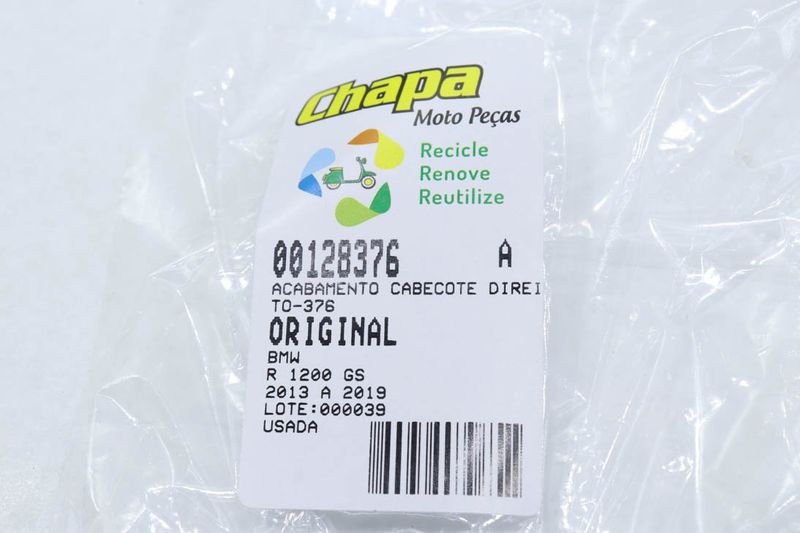 Chapa
Moto Peças
Recicle
Renove
Reutilize
00128376 A
ACABAMENTO CABECOTE DIREI
TO-376
ORIGINAL
BMW
R 1200 GS
2013 A 2019
LOTE:000039
USADA